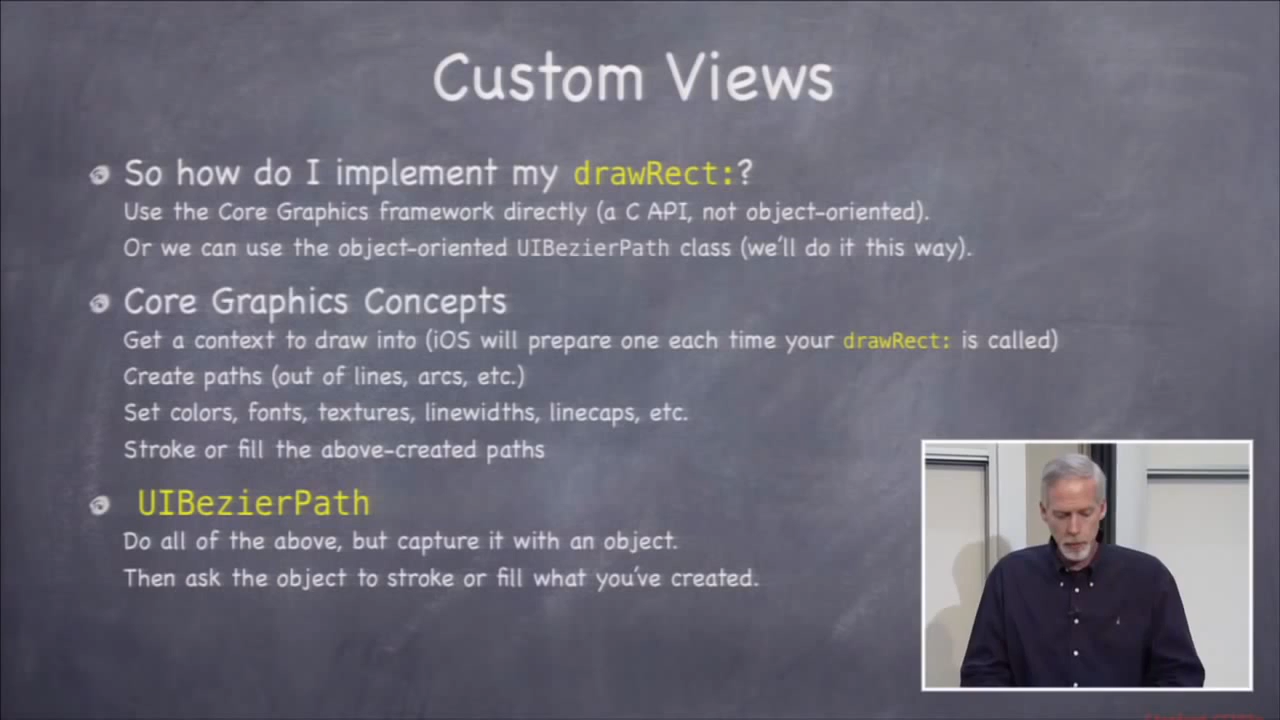 Custom Views
So how do I implement my drawRect:?
Use the Core Graphics framework directly (a C API, not object-oriented).
Or we can use the object-oriented UIBezierPath class (we'll do it this way).
Core Graphics Concepts
Get a context to draw into (iOS will prepare one each time your drawRect: is called)
Create paths (out of lines, arcs, etc.)
Set colors, fonts, textures, linewidths, linecaps, etc.
Stroke or fill the above-created paths
UIBezierPath
Do all of the above, but capture it with an object.
Then ask the object to stroke or fill what you've created.